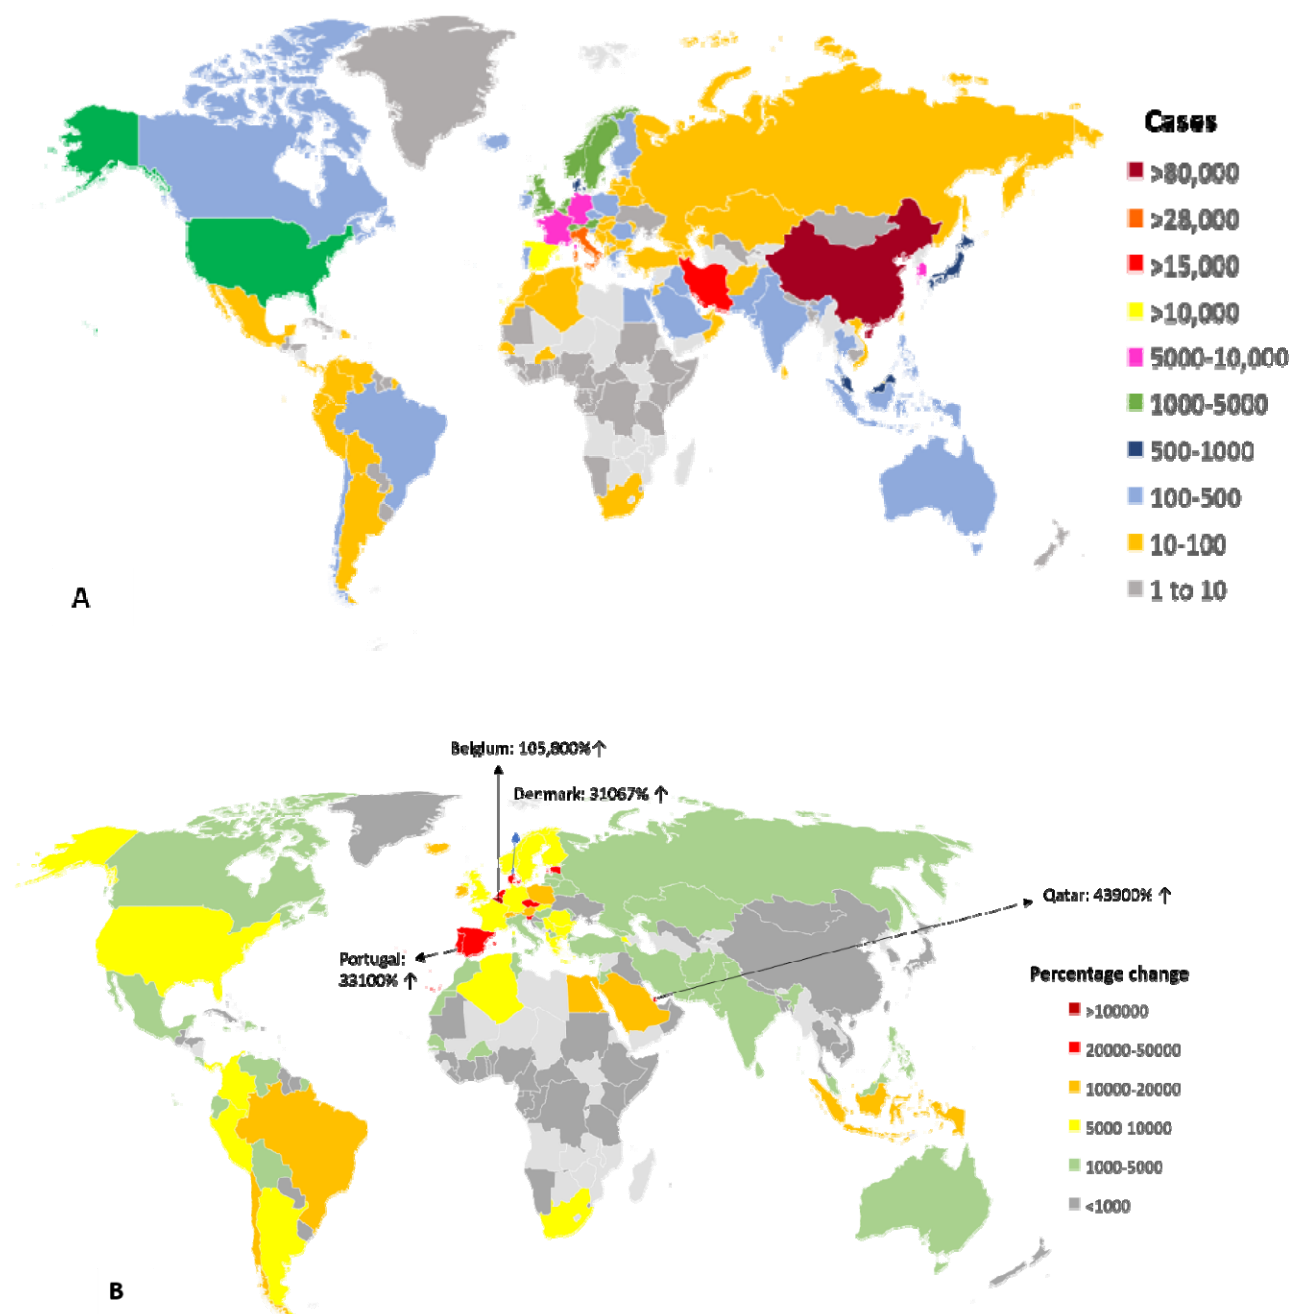 Cases
>80,000
>28,000
>15,000
>10,000
5000-10,000
1000-5000
500-1000
100-500
10-100
1 to 10
A
Belgium: 105,800%↑
Denmark: 31067% ↑
Qatar: 43900% ↑
Portugal:
33100% ↑
Percentage change
>100000
20000-50000
10000-20000
5000 10000
1000-5000
<1000
B